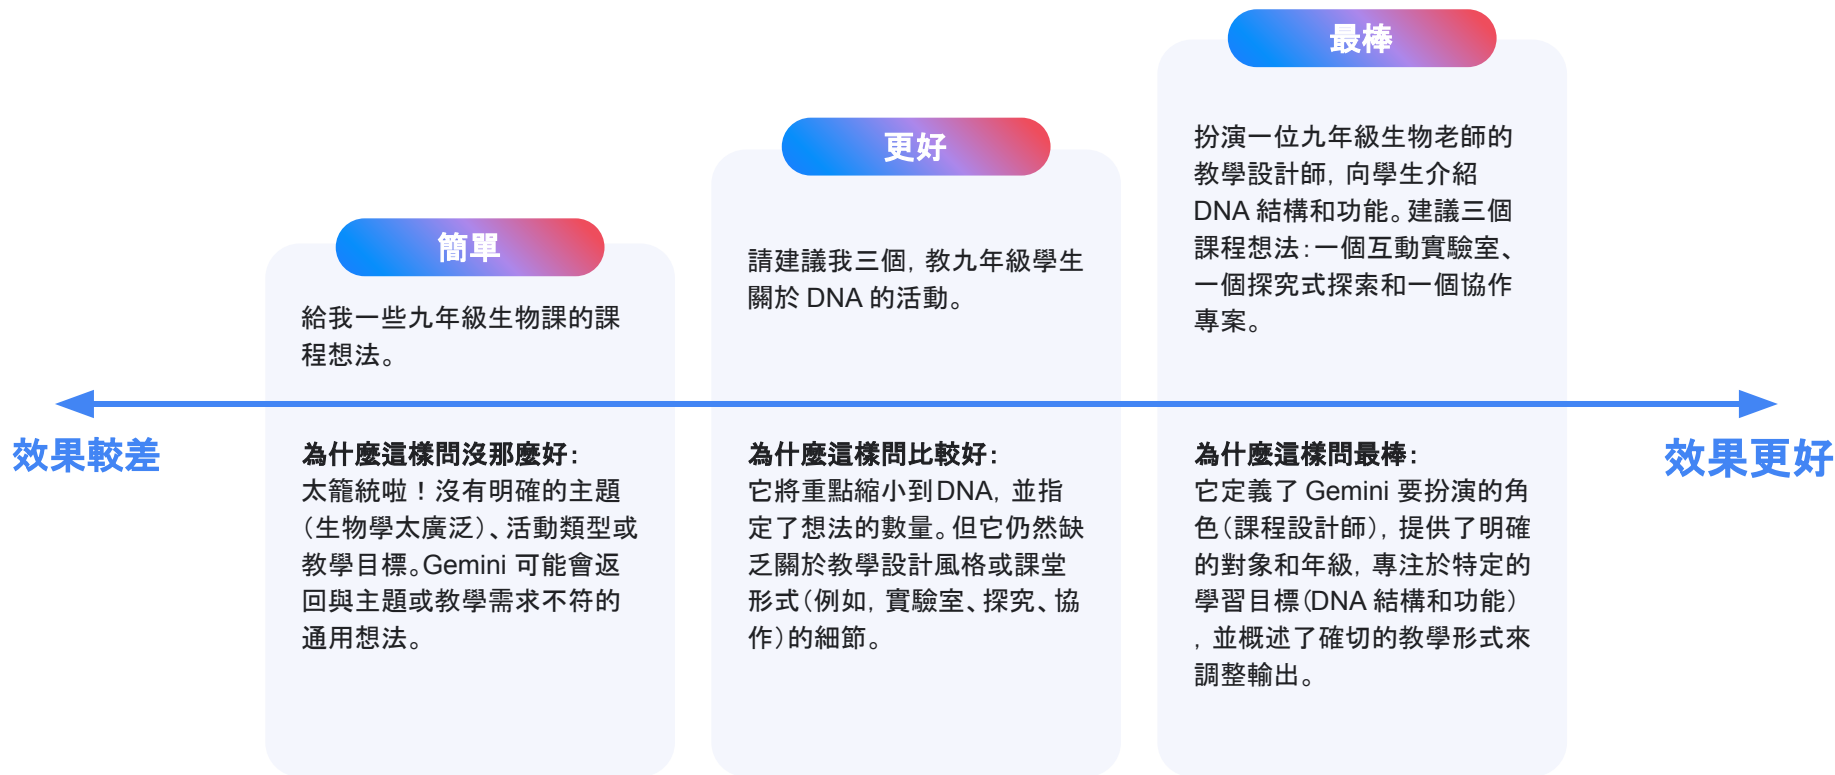 簡單
給我一些九年級生物課的課
程想法。
更好
請建議我三個，教九年級學生
關於 DNA 的活動。
最棒
扮演一位九年級生物老師的
教學設計師，向學生介紹
DNA 結構和功能。建議三個
課程想法：一個互動實驗室、
一個探究式探索和一個協作
專案。
效果較差
為什麼這樣問沒那麼好：
太籠統啦！沒有明確的主題
（生物學太廣泛）、活動類型或
教學目標。Gemini 可能會返
回與主題或教學需求不符的
通用想法。
為什麼這樣問比較好：
它將重點縮小到DNA，並指
定了想法的數量。但它仍然缺
乏關於教學設計風格或課堂
形式（例如，實驗室、探究、協
作）的細節。
為什麼這樣問最棒：
它定義了 Gemini 要扮演的角
色（課程設計師），提供了明確
的對象和年級，專注於特定的
學習目標（DNA 結構和功能）
，並概述了確切的教學形式來
調整輸出。
效果更好